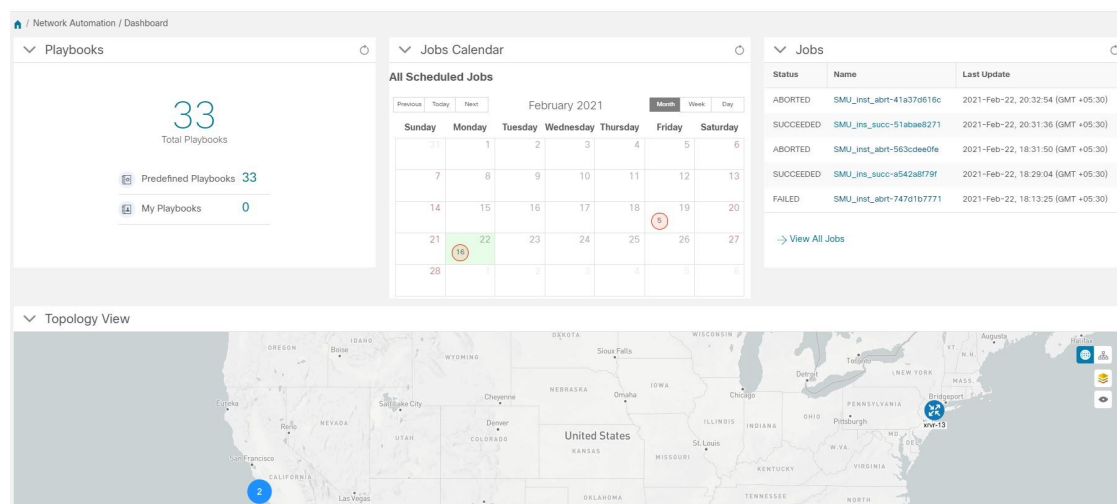 / Network Automation / Dashboard
Playbooks
33
Total Playbooks
Predefined Playbooks 33
My Playbooks 0
Jobs Calendar
All Scheduled Jobs
Previous Today Next
February 2021
Month Week Day
Sunday Monday Tuesday Wednesday Thursday Friday Saturday
31 1 2 3 4 5 6
7 8 9 10 11 12 13
14 15 16 17 18 19 20
5
21 22 23 24 25 26 27
16
28 1 2 3 4 5 6
Jobs
Status Name Last Update
ABORTED SMU_inst_abrt-41a37d616c 2021-Feb-22, 20:32:54 (GMT +05:30)
SUCCEEDED SMU_ins_succ-51abae8271 2021-Feb-22, 20:31:36 (GMT +05:30)
ABORTED SMU_inst_abrt-563cdee0fe 2021-Feb-22, 18:31:50 (GMT +05:30)
SUCCEEDED SMU_ins_succ-a542a8f79f 2021-Feb-22, 18:29:04 (GMT +05:30)
FAILED SMU_inst_abrt-747d1b7771 2021-Feb-22, 18:13:25 (GMT +05:30)
View All Jobs
Topology View
DAKOTA
WISCONSIN
Augusta
Halifax
OREGON
IDAHO
Boise
WYOMING
Sioux Falls
Toronto
VT.
N.H.
Detroit
NEW YORK
MASS.
Eureka
Salt Lake City
Cheyenne
NEBRASKA
Omaha
IOWA
Chicago
PENNSYLVANIA
Bridgeport
Reno
NEVADA
Denver
UTAH
COLORADO
United States
KANSAS
ILLINOIS
INDIANA
OHIO
Pittsburgh
xrvr-13
MD.
DEL.
St. Louis
MISSOURI
W.VA.
San Francisco
CALIFORNIA
KENTUCKY
VIRGINIA
2
Las Vegas
OKLAHOMA
TENNESSEE
NORTH